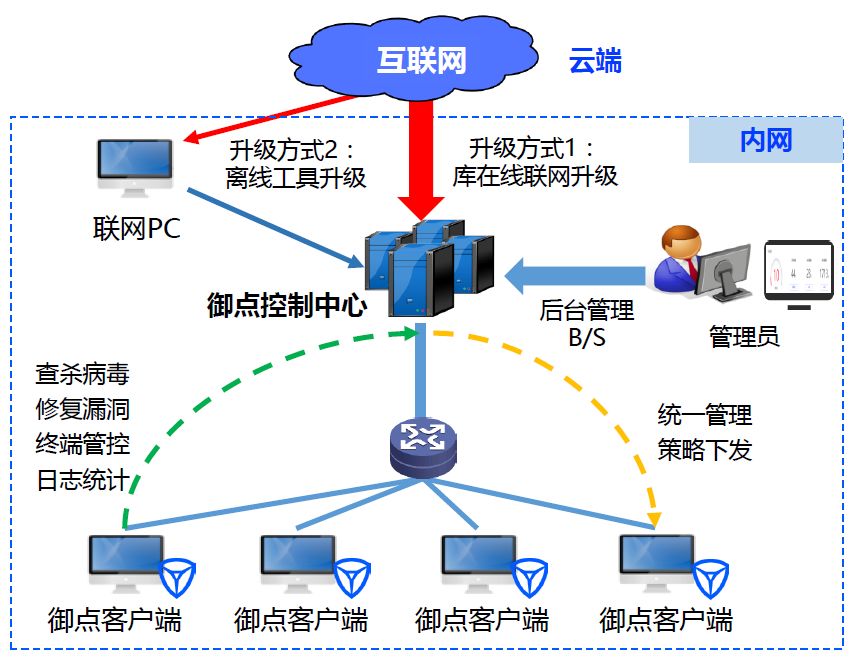 互联网
云端
内网
升级方式2：
离线工具升级
升级方式1：
库在线联网升级
联网PC
御点控制中心
后台管理
B/S
管理员
10
44
28
查杀病毒
修复漏洞
终端管控
日志统计
统一管理
策略下发
御点客户端
御点客户端
御点客户端
御点客户端